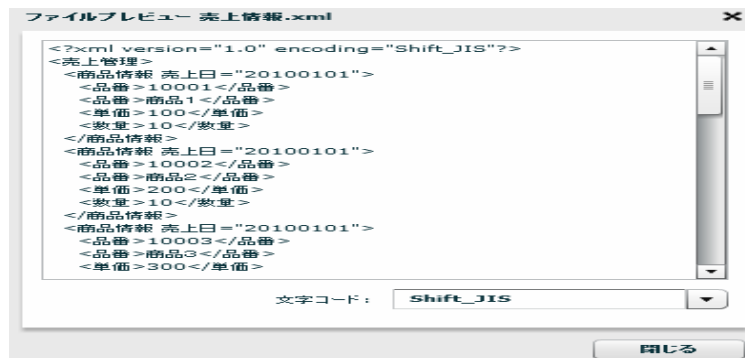 ファイルプレビュー 売上情報.xml
<?xml version="1.0" encoding="Shift_JIS"?>
<売上管理>
<商品情報 売上日="20100101">
<品番>10001</品番>
<品番>商品1</品番>
<単価>100</単価>
<数量>10</数量>
</商品情報>
<商品情報 売上日="20100101">
<品番>10002</品番>
<品番>商品2</品番>
<単価>200</単価>
<数量>10</数量>
</商品情報>
<商品情報 売上日="20100101">
<品番>10003</品番>
<品番>商品3</品番>
<単価>300</単価>
文字コード： Shift_JIS
閉じる